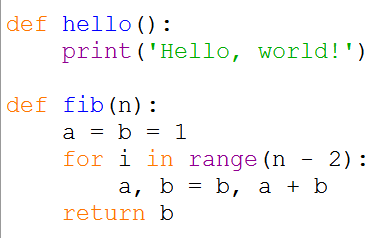 def hello():
    print('Hello, world!')

def fib(n):
    a = b = 1
    for i in range(n - 2):
        a, b = b, a + b
    return b